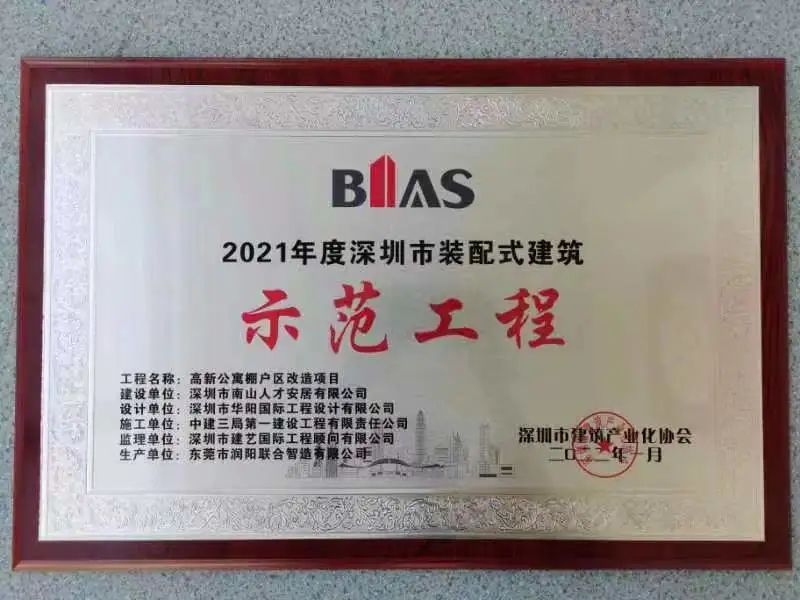 BIAS
2021年度深圳市装配式建筑
示范工程
工程名称：高新公寓棚户区改造项目
建设单位：深圳市南山人才安居有限公司
设计单位：深圳市华阳国际工程设计有限公司
施工单位：中建三局第一建设工程有限责任公司
监理单位：深圳市建艺国际工程顾问有限公司
生产单位：东莞市润阳联合智造有限公司
深圳市建筑产业化协会
二〇二二年一月